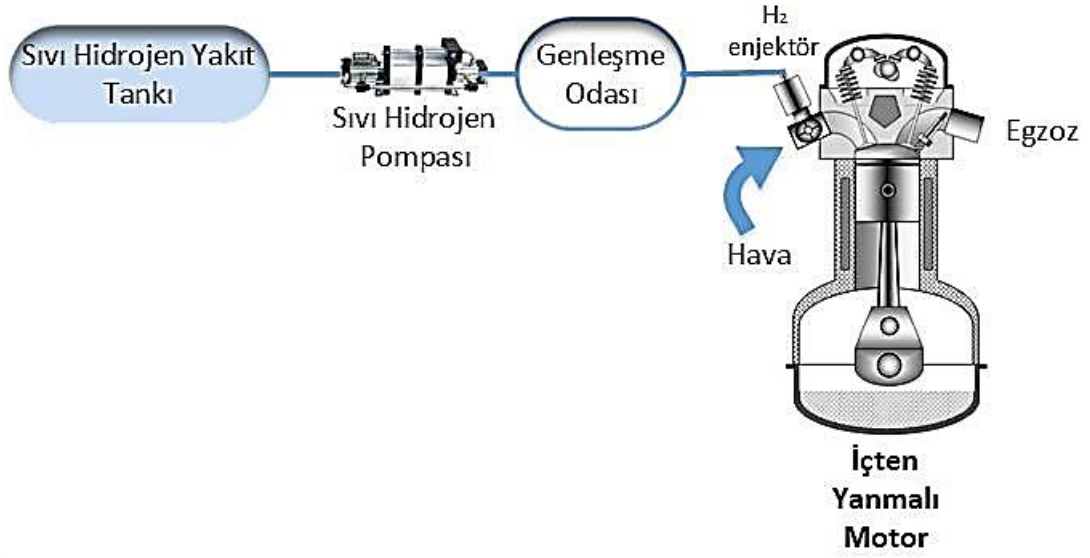 Sıvı Hidrojen Yakıt
Tankı
Sıvı Hidrojen
Pompası
Genleşme
Odası
H₂
enjektör
Hava
Egzoz
İçten
Yanmalı
Motor